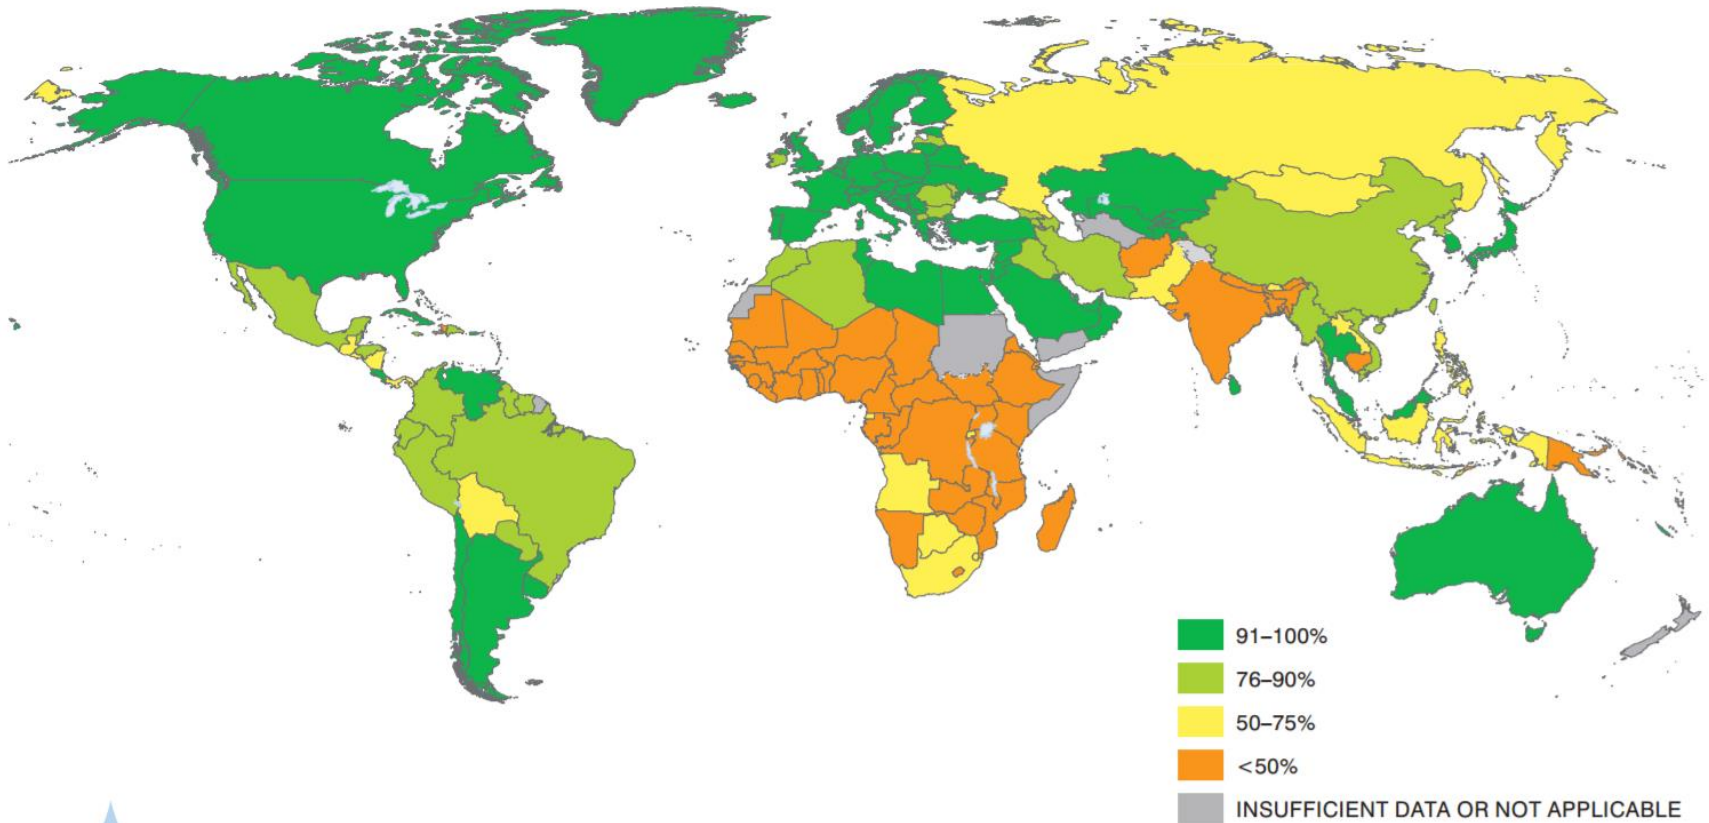 91–100%
76–90%
50–75%
<50%
INSUFFICIENT DATA OR NOT APPLICABLE